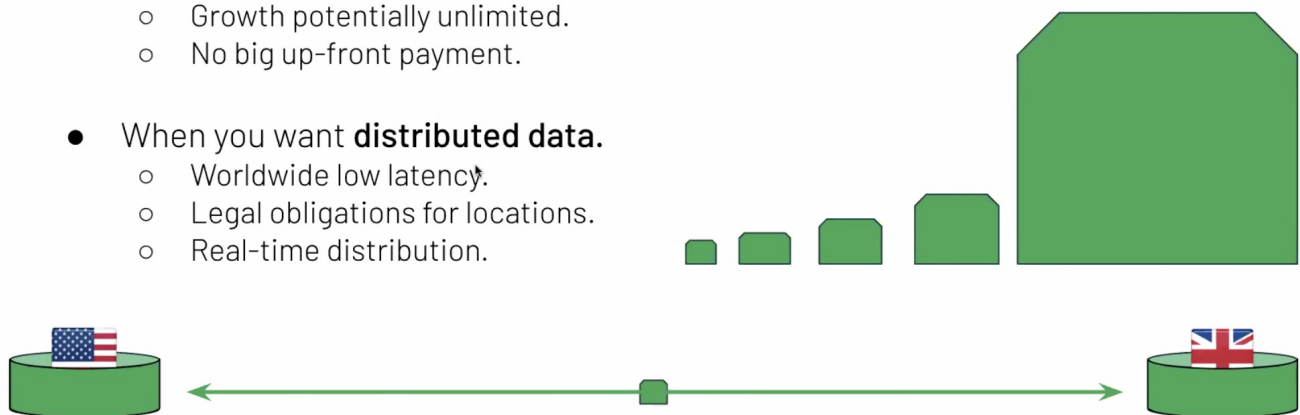 ○ Growth potentially unlimited.
○ No big up-front payment.
● When you want distributed data.
○ Worldwide low latency.
○ Legal obligations for locations.
○ Real-time distribution.